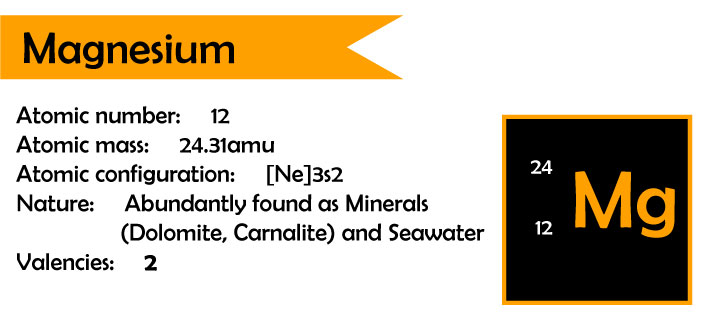 Magnesium
Atomic number: 12
Atomic mass: 24.31amu
Atomic configuration: [Ne]3s2
Nature: Abundantly found as Minerals
(Dolomite, Carnalite) and Seawater
Valencies: 2
24
Mg
12